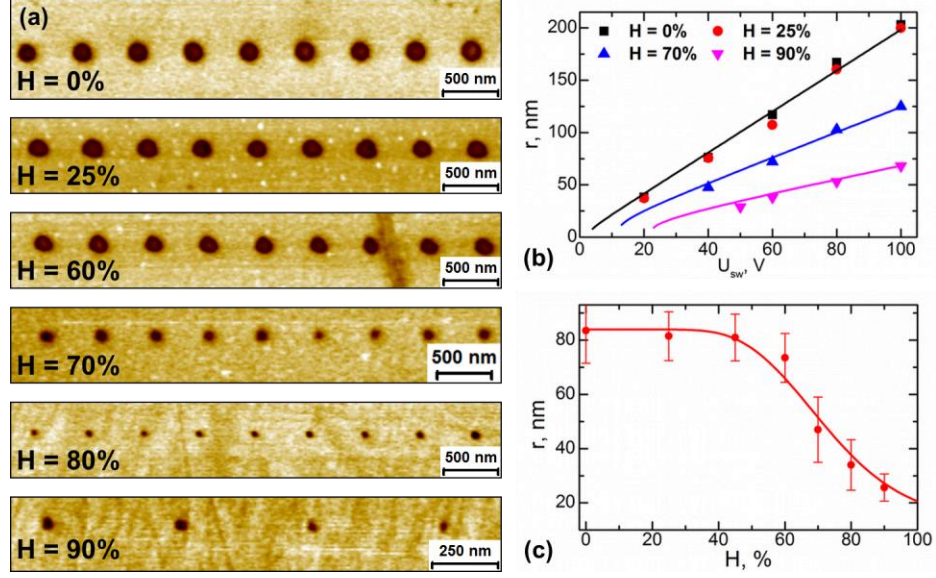 (a)
H = 0%
500 nm
H = 25%
500 nm
H = 60%
500 nm
H = 70%
500 nm
H = 80%
500 nm
H = 90%
250 nm
200
150
100
50
0
r, nm
H = 0% H = 25%
H = 70% H = 90%
0 20 40 60 80 100
(b) U_sw, V
80
60
40
20
r, nm
0 20 40 60 80 100
(c) H, %